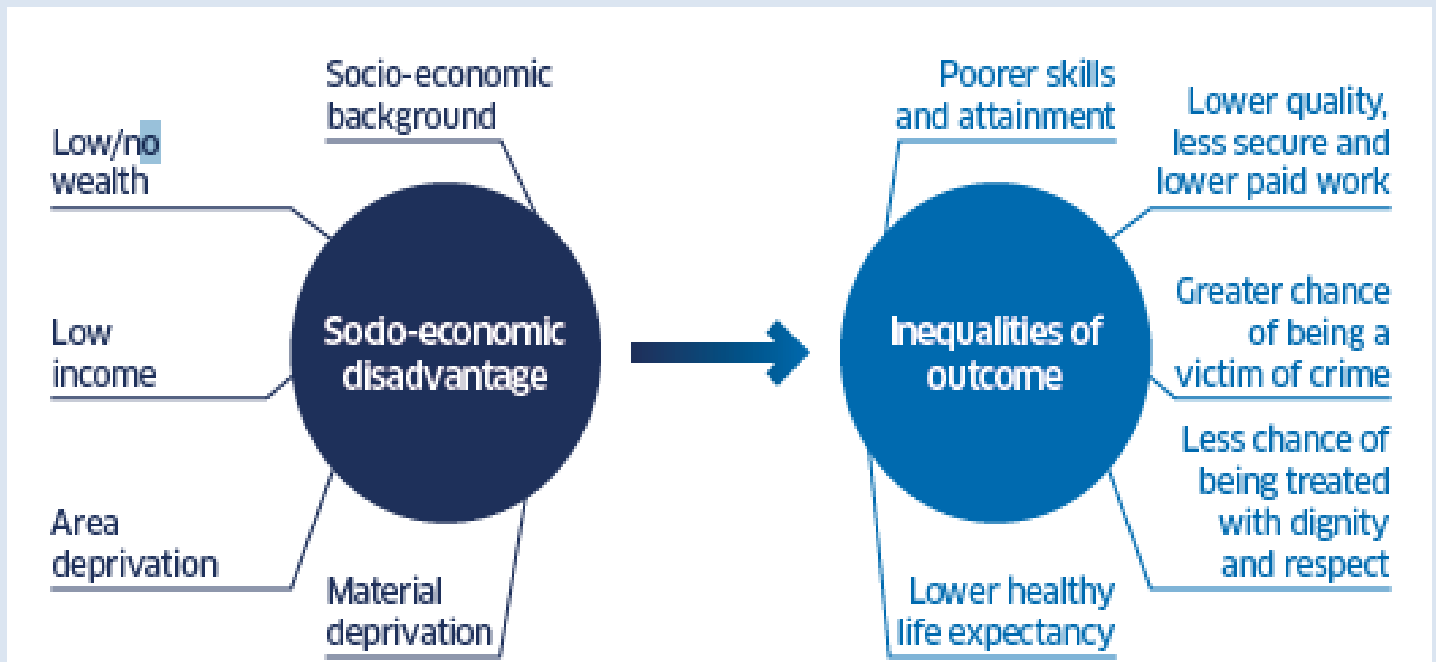 Socio-economic
background
Low/no
wealth
Low
income
Area
deprivation
Material
deprivation
Socio-economic
disadvantage
Inequalities of
outcome
Poorer skills
and attainment
Lower quality,
less secure and
lower paid work
Greater chance
of being a
victim of crime
Less chance of
being treated
with dignity
and respect
Lower healthy
life expectancy